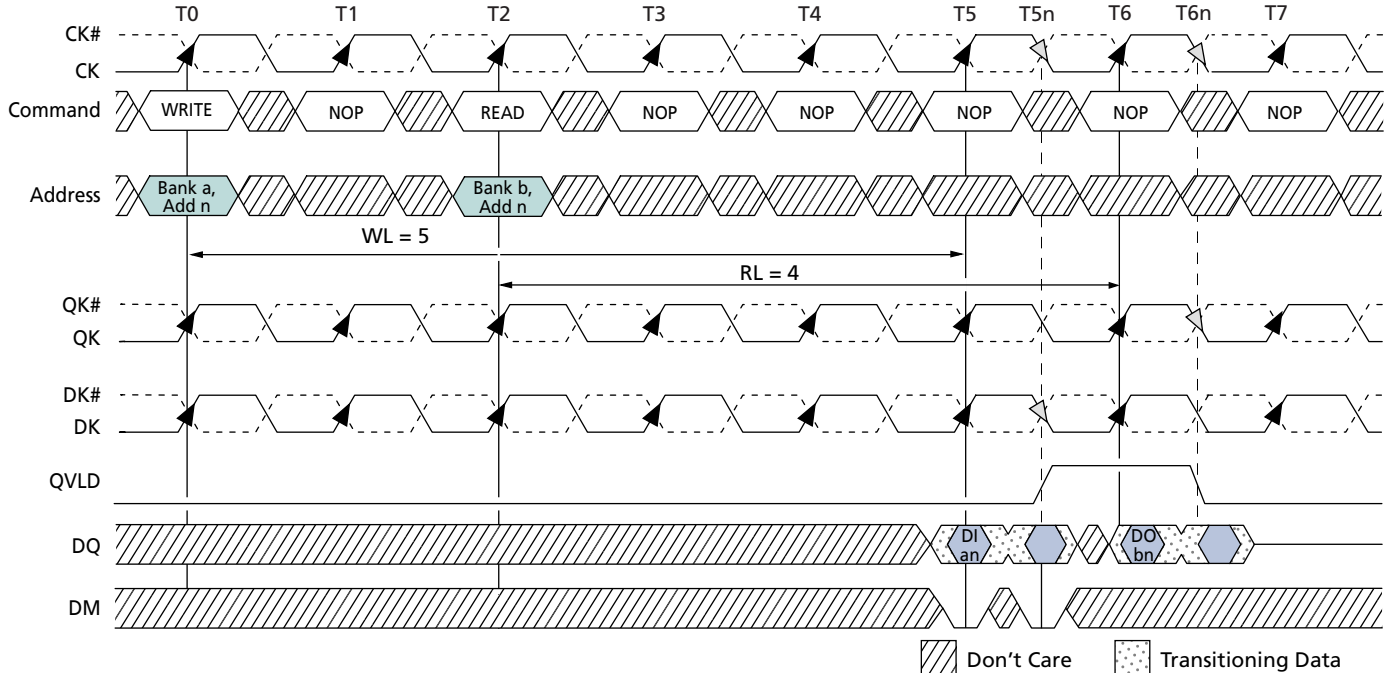 T0 T1 T2 T3 T4 T5 T5n T6 T6n T7
CK#
CK
Command WRITE NOP READ NOP NOP NOP NOP NOP
Address Bank a, Add n Bank b, Add n
WL = 5
RL = 4
QK#
QK
DK#
DK
QVLD
DQ DI an DO bn
DM
Don't Care Transitioning Data